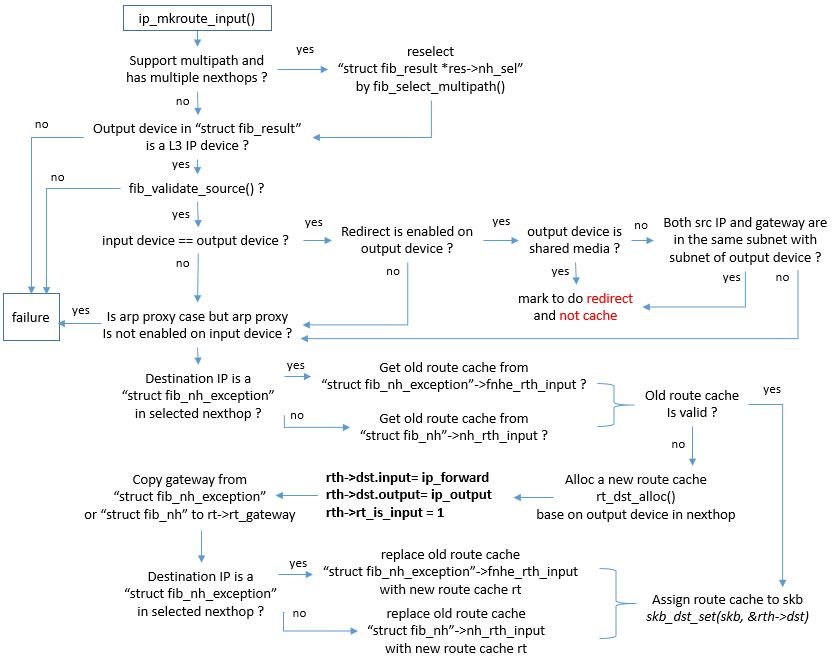 ip_mkroute_input()
Support multipath and
has multiple nexthops ?
yes
reselect
“struct fib_result *res->nh_sel”
by fib_select_multipath()
no
no
Output device in “struct fib_result”
is a L3 IP device ?
yes
no
fib_validate_source() ?
yes
input device == output device ?
yes
Redirect is enabled on
output device ?
yes
output device is
shared media ?
no
Both src IP and gateway are
in the same subnet with
subnet of output device ?
no
no
yes
yes
no
mark to do redirect
and not cache
failure
yes
Is arp proxy case but arp proxy
Is not enabled on input device ?
Destination IP is a
“struct fib_nh_exception”
in selected nexthop ?
yes
Get old route cache from
“struct fib_nh_exception”->fnhe_rth_input ?
no
Get old route cache from
“struct fib_nh”->nh_rth_input ?
Old route cache
Is valid ?
yes
no
Alloc a new route cache
rt_dst_alloc()
base on output device in nexthop
rth->dst.input= ip_forward
rth->dst.output= ip_output
rth->rt_is_input = 1
Copy gateway from
“struct fib_nh_exception”
or “struct fib_nh” to rt->rt_gateway
Destination IP is a
“struct fib_nh_exception”
in selected nexthop ?
yes
replace old route cache
“struct fib_nh_exception”->fnhe_rth_input
with new route cache rt
no
replace old route cache
“struct fib_nh”->nh_rth_input
with new route cache rt
Assign route cache to skb
skb_dst_set(skb, &rth->dst)